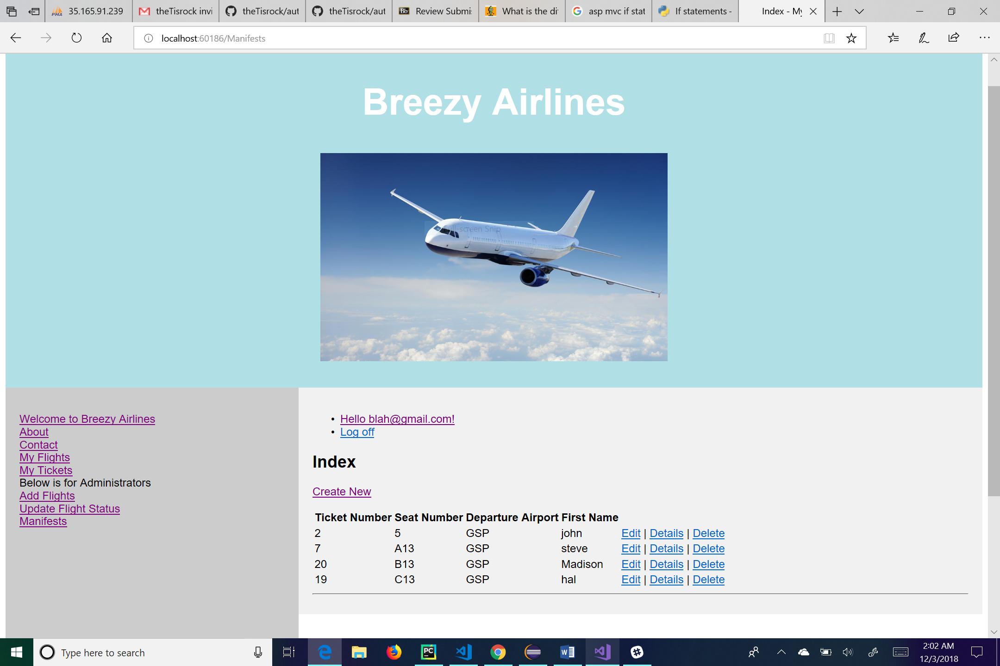 35.165.91.239
theTisrock invi
theTisrock/aut
theTisrock/aut
Review Submi
What is the di
asp mvc if stat
If statements -
Index - My
localhost:60186/Manifests
Breezy Airlines
Full-screen Snip
Welcome to Breezy Airlines
About
Contact
My Flights
My Tickets
Below is for Administrators
Add Flights
Update Flight Status
Manifests
• Hello blah@gmail.com!
• Log off
Index
Create New
Ticket Number Seat Number Departure Airport First Name
2 5 GSP john Edit | Details | Delete
7 A13 GSP steve Edit | Details | Delete
20 B13 GSP Madison Edit | Details | Delete
19 C13 GSP hal Edit | Details | Delete
Type here to search
2:02 AM
12/3/2018